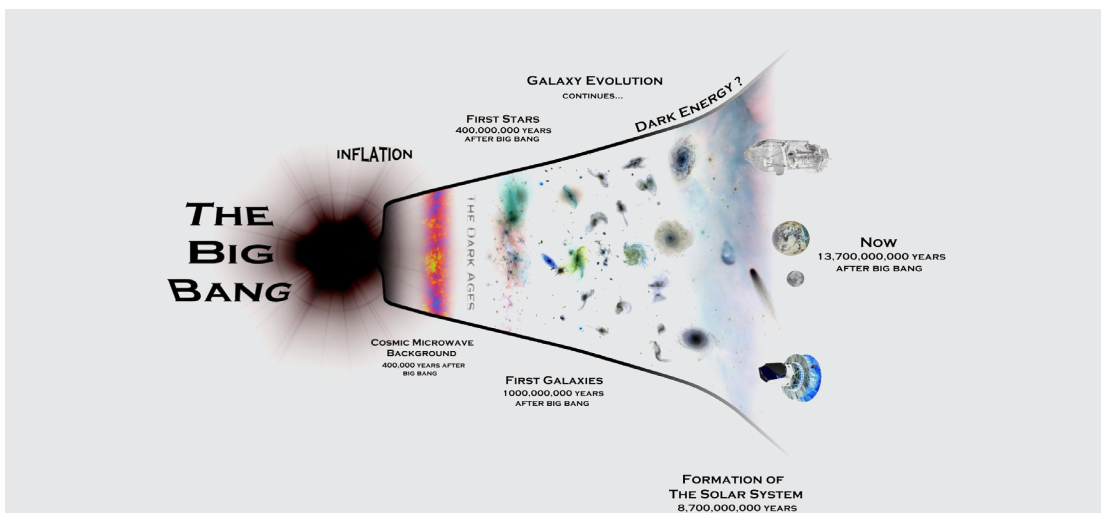 THE
BIG
BANG
INFLATION
COSMIC MICROWAVE
BACKGROUND
400.000 YEARS AFTER
BIG BANG
THE DARK AGES
FIRST STARS
400.000.000 YEARS
AFTER BIG BANG
FIRST GALAXIES
1000,000,000 YEARS
AFTER BIG BANG
GALAXY EVOLUTION
CONTINUES...
DARK ENERGY ?
FORMATION OF
THE SOLAR SYSTEM
8,700,000,000 YEARS
NOW
13,700,000,000 YEARS
AFTER BIG BANG